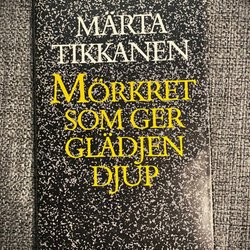 MÄRTA
TIKKANEN
MÖRKRET
SOM GER
GLÄDJEN
DJUP